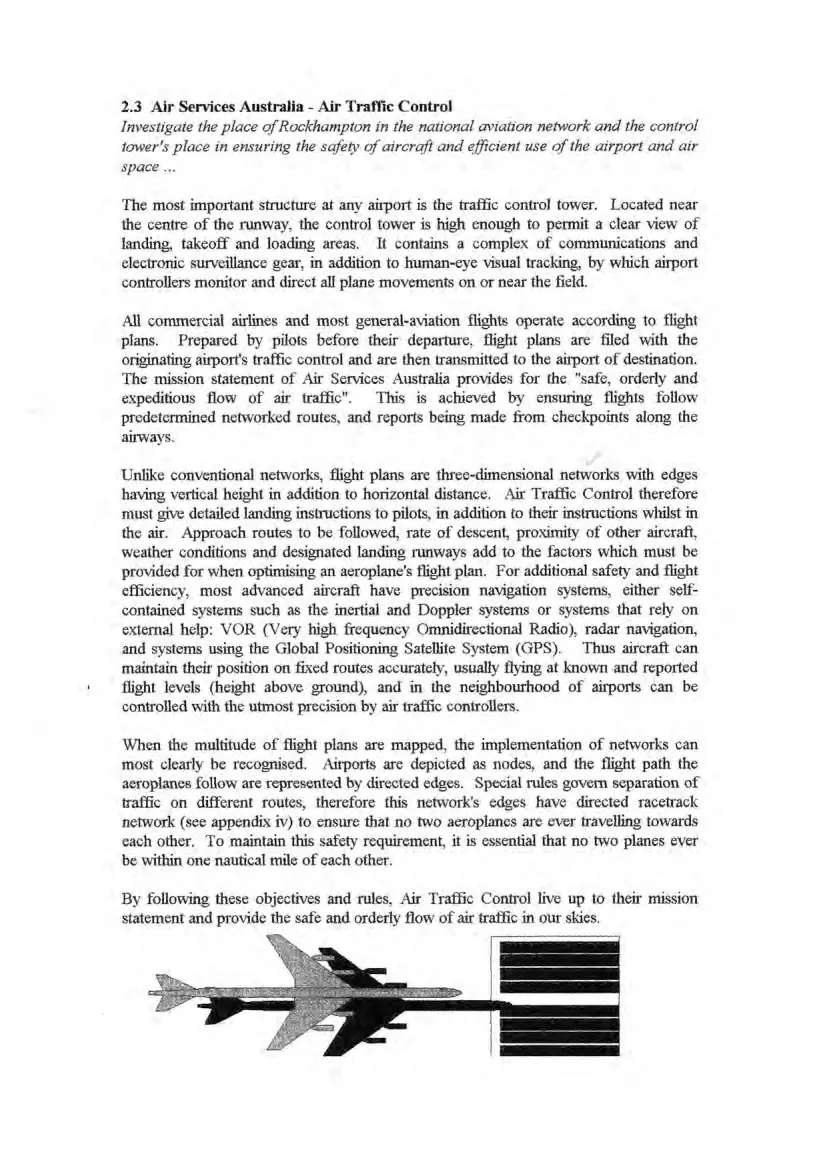 2.3 Air Services Australia - Air Traffic Control
Investigate the place of Rockhampton in the national aviation network and the control
tower's place in ensuring the safety of aircraft and efficient use of the airport and air
space ...
The most important structure at any airport is the traffic control tower. Located near
the centre of the runway, the control tower is high enough to permit a clear view of
landing, takeoff and loading areas. It contains a complex of communications and
electronic surveillance gear, in addition to human-eye visual tracking, by which airport
controllers monitor and direct all plane movements on or near the field.
All commercial airlines and most general-aviation flights operate according to flight
plans. Prepared by pilots before their departure, flight plans are filed with the
originating airport's traffic control and are then transmitted to the airport of destination.
The mission statement of Air Services Australia provides for the "safe, orderly and
expeditious flow of air traffic". This is achieved by ensuring flights follow
predetermined networked routes, and reports being made from checkpoints along the
airways.
Unlike conventional networks, flight plans are three-dimensional networks with edges
having vertical height in addition to horizontal distance. Air Traffic Control therefore
must give detailed landing instructions to pilots, in addition to their instructions whilst in
the air. Approach routes to be followed, rate of descent, proximity of other aircraft,
weather conditions and designated landing runways add to the factors which must be
provided for when optimising an aeroplane's flight plan. For additional safety and flight
efficiency, most advanced aircraft have precision navigation systems, either self-
contained systems such as the inertial and Doppler systems or systems that rely on
external help: VOR (Very high frequency Omnidirectional Radio), radar navigation,
and systems using the Global Positioning Satellite System (GPS). Thus aircraft can
maintain their position on fixed routes accurately, usually flying at known and reported
flight levels (height above ground), and in the neighbourhood of airports can be
controlled with the utmost precision by air traffic controllers.
When the multitude of flight plans are mapped, the implementation of networks can
most clearly be recognised. Airports are depicted as nodes, and the flight path the
aeroplanes follow are represented by directed edges. Special rules govern separation of
traffic on different routes, therefore this network's edges have directed racetrack
network (see appendix iv) to ensure that no two aeroplanes are ever travelling towards
each other. To maintain this safety requirement, it is essential that no two planes ever
be within one nautical mile of each other.
By following these objectives and rules, Air Traffic Control live up to their mission
statement and provide the safe and orderly flow of air traffic in our skies.